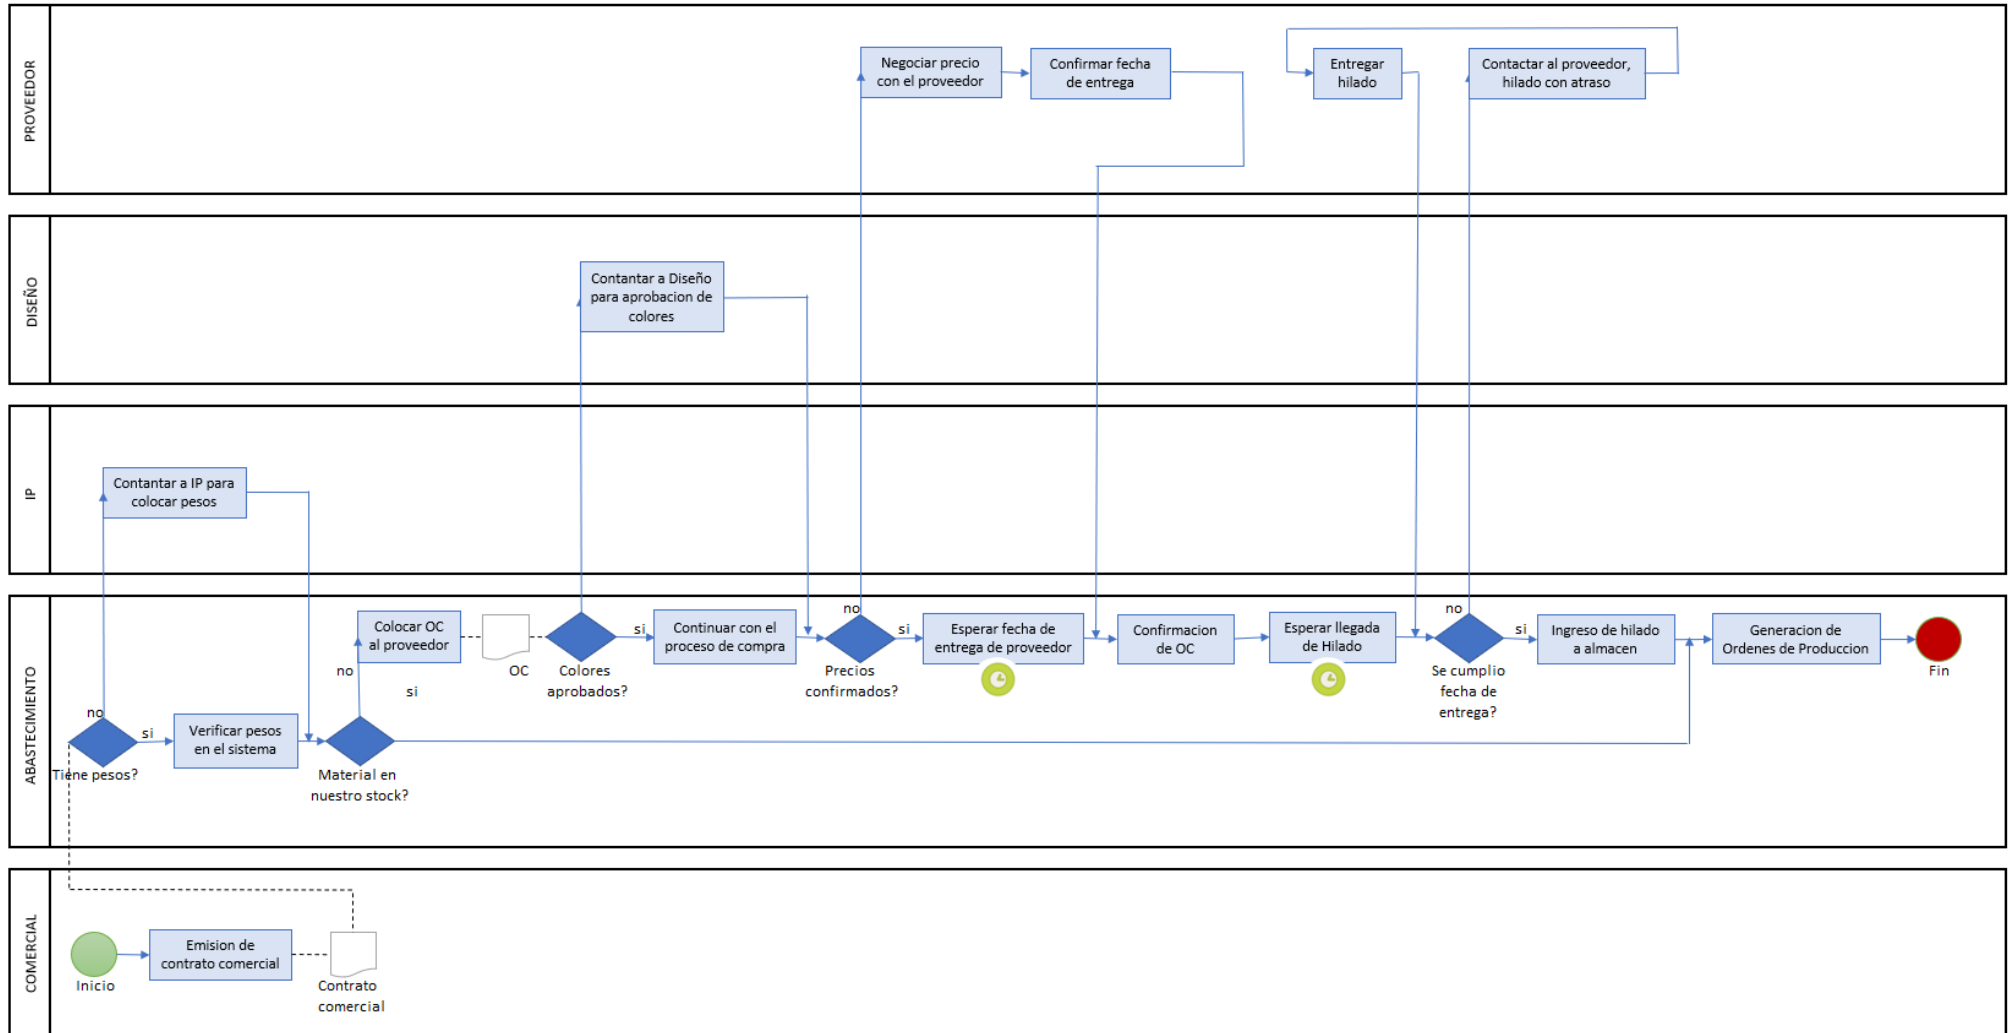 PROVEEDOR
Negociar precio
con el proveedor
Confirmar fecha
de entrega
Entregar
hilado
Contactar al proveedor,
hilado con atraso
DISEÑO
Contantar a Diseño
para aprobacion de
colores
IP
Contantar a IP para
colocar pesos
ABASTECIMIENTO
no
si
Tiene pesos?
Verificar pesos
en el sistema
Material en
nuestro stock?
no
si
Colocar OC
al proveedor
OC
Colores
aprobados?
si
Continuar con el
proceso de compra
no
Precios
confirmados?
si
Esperar fecha de
entrega de proveedor
Confirmacion
de OC
Esperar llegada
de Hilado
no
Se cumplio
fecha de
entrega?
si
Ingreso de hilado
a almacen
Generacion de
Ordenes de Produccion
Fin
COMERCIAL
Inicio
Emision de
contrato comercial
Contrato
comercial